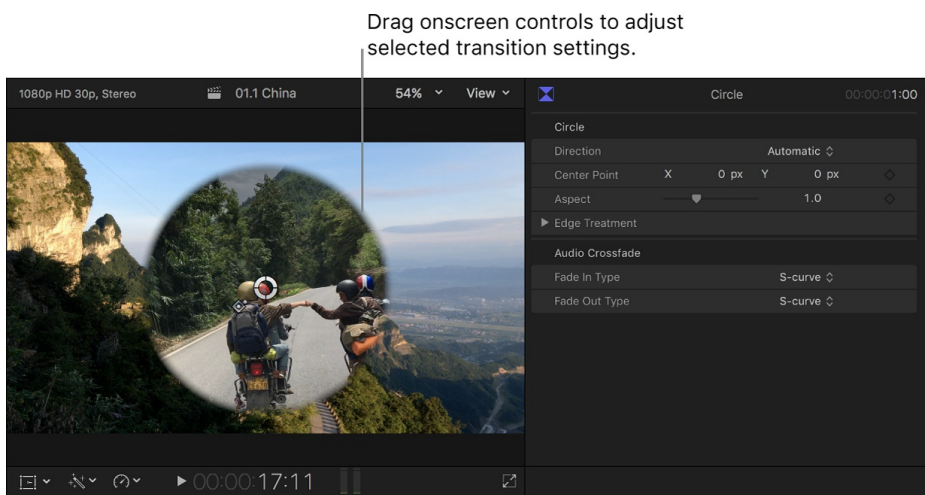 Drag onscreen controls to adjust
selected transition settings.
1080p HD 30p, Stereo 01.1 China 54% View
Circle 00:00:01:00
Circle
Direction Automatic
Center Point X 0 px Y 0 px
Aspect 1.0
Edge Treatment
Audio Crossfade
Fade In Type S-curve
Fade Out Type S-curve
00:00:17:11